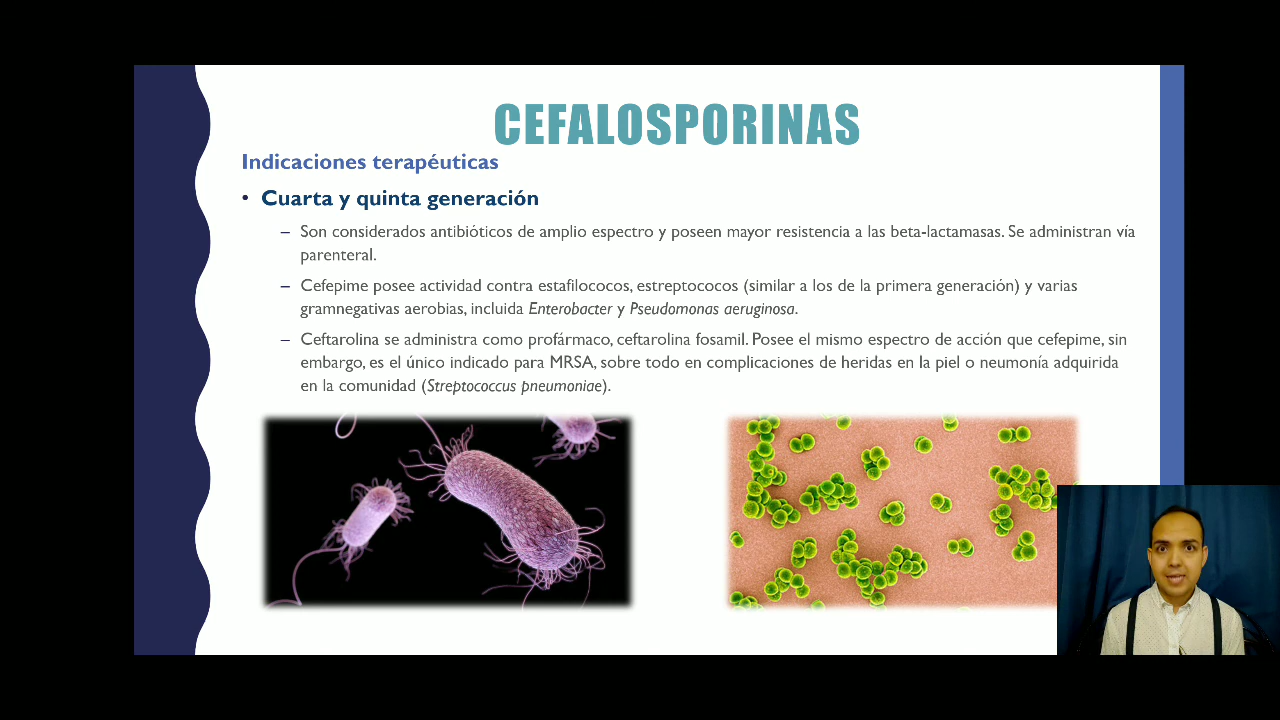 CEFALOSPORINAS
Indicaciones terapéuticas
• Cuarta y quinta generación
– Son considerados antibióticos de amplio espectro y poseen mayor resistencia a las beta-lactamasas. Se administran vía
parenteral.
– Cefepime posee actividad contra estafilococos, estreptococos (similar a los de la primera generación) y varias
gramnegativas aerobias, incluida Enterobacter y Pseudomonas aeruginosa.
– Ceftarolina se administra como profármaco, ceftarolina fosamil. Posee el mismo espectro de acción que cefepime, sin
embargo, es el único indicado para MRSA, sobre todo en complicaciones de heridas en la piel o neumonía adquirida
en la comunidad (Streptococcus pneumoniae).